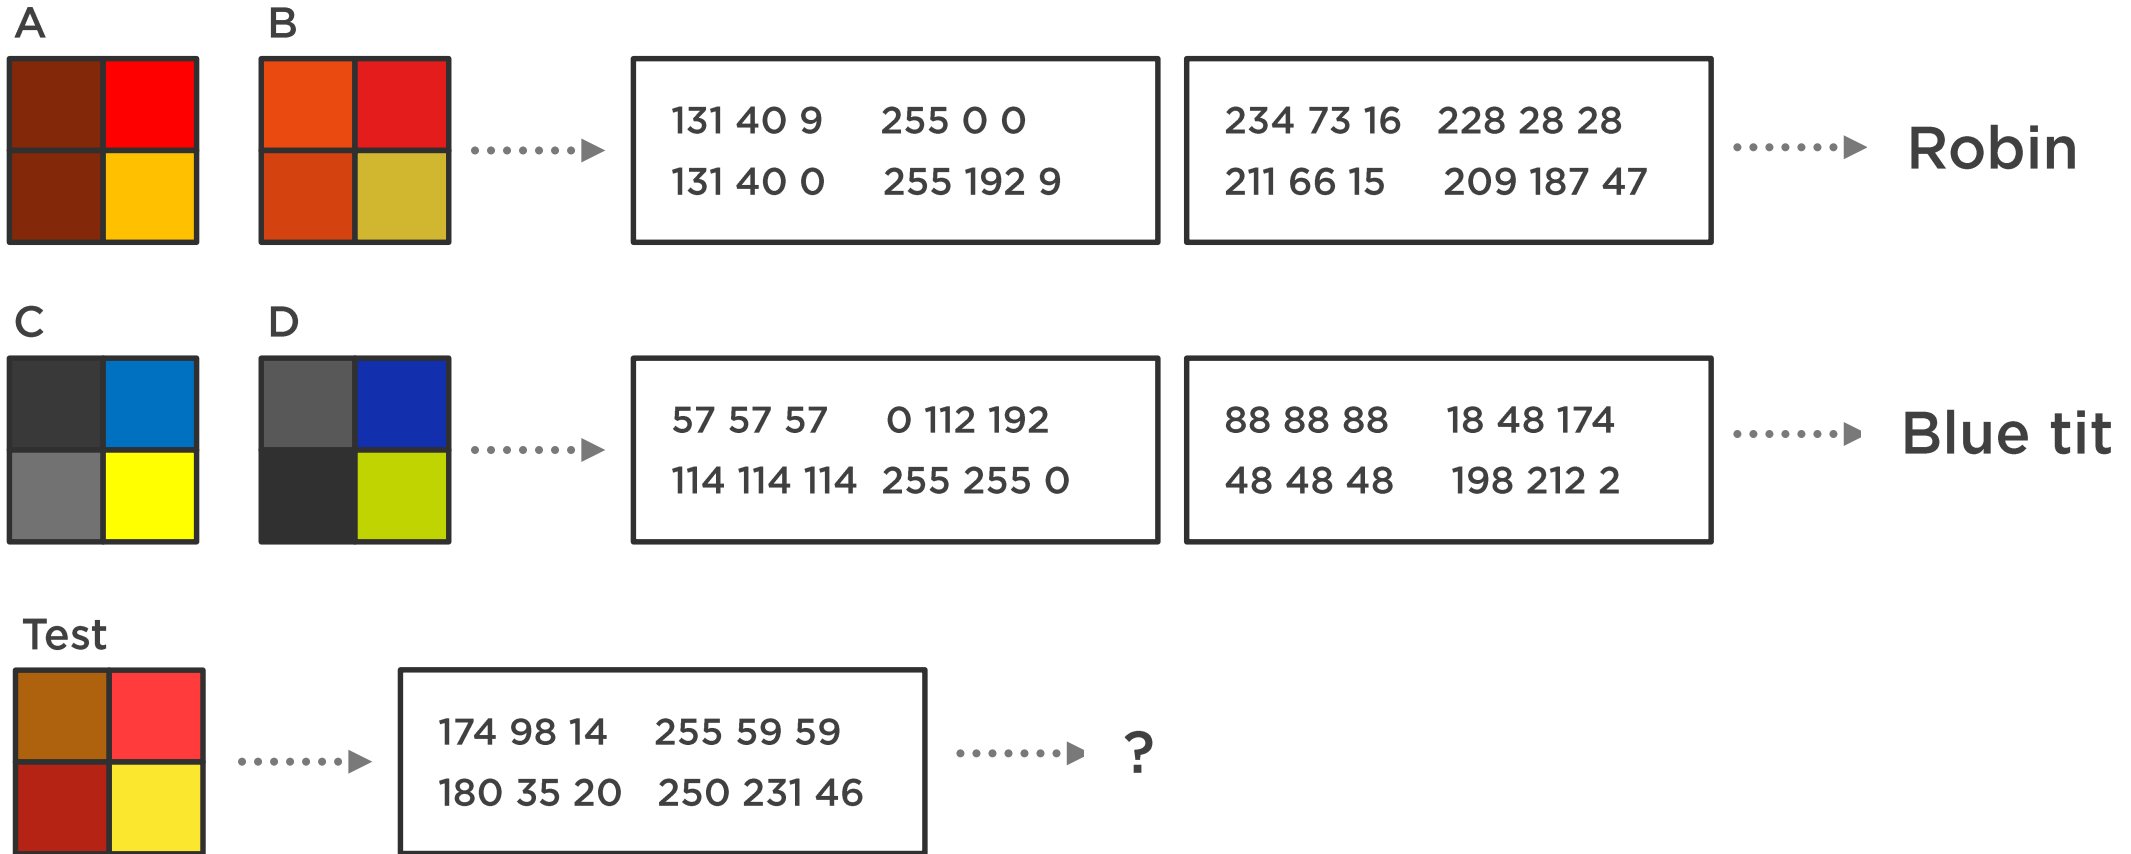 A B
131 40 9 255 0 0 234 73 16 228 28 28
131 40 0 255 192 9 211 66 15 209 187 47
Robin
C D
57 57 57 0 112 192 88 88 88 18 48 174
114 114 114 255 255 0 48 48 48 198 212 2
Blue tit
Test
174 98 14 255 59 59
180 35 20 250 231 46
?